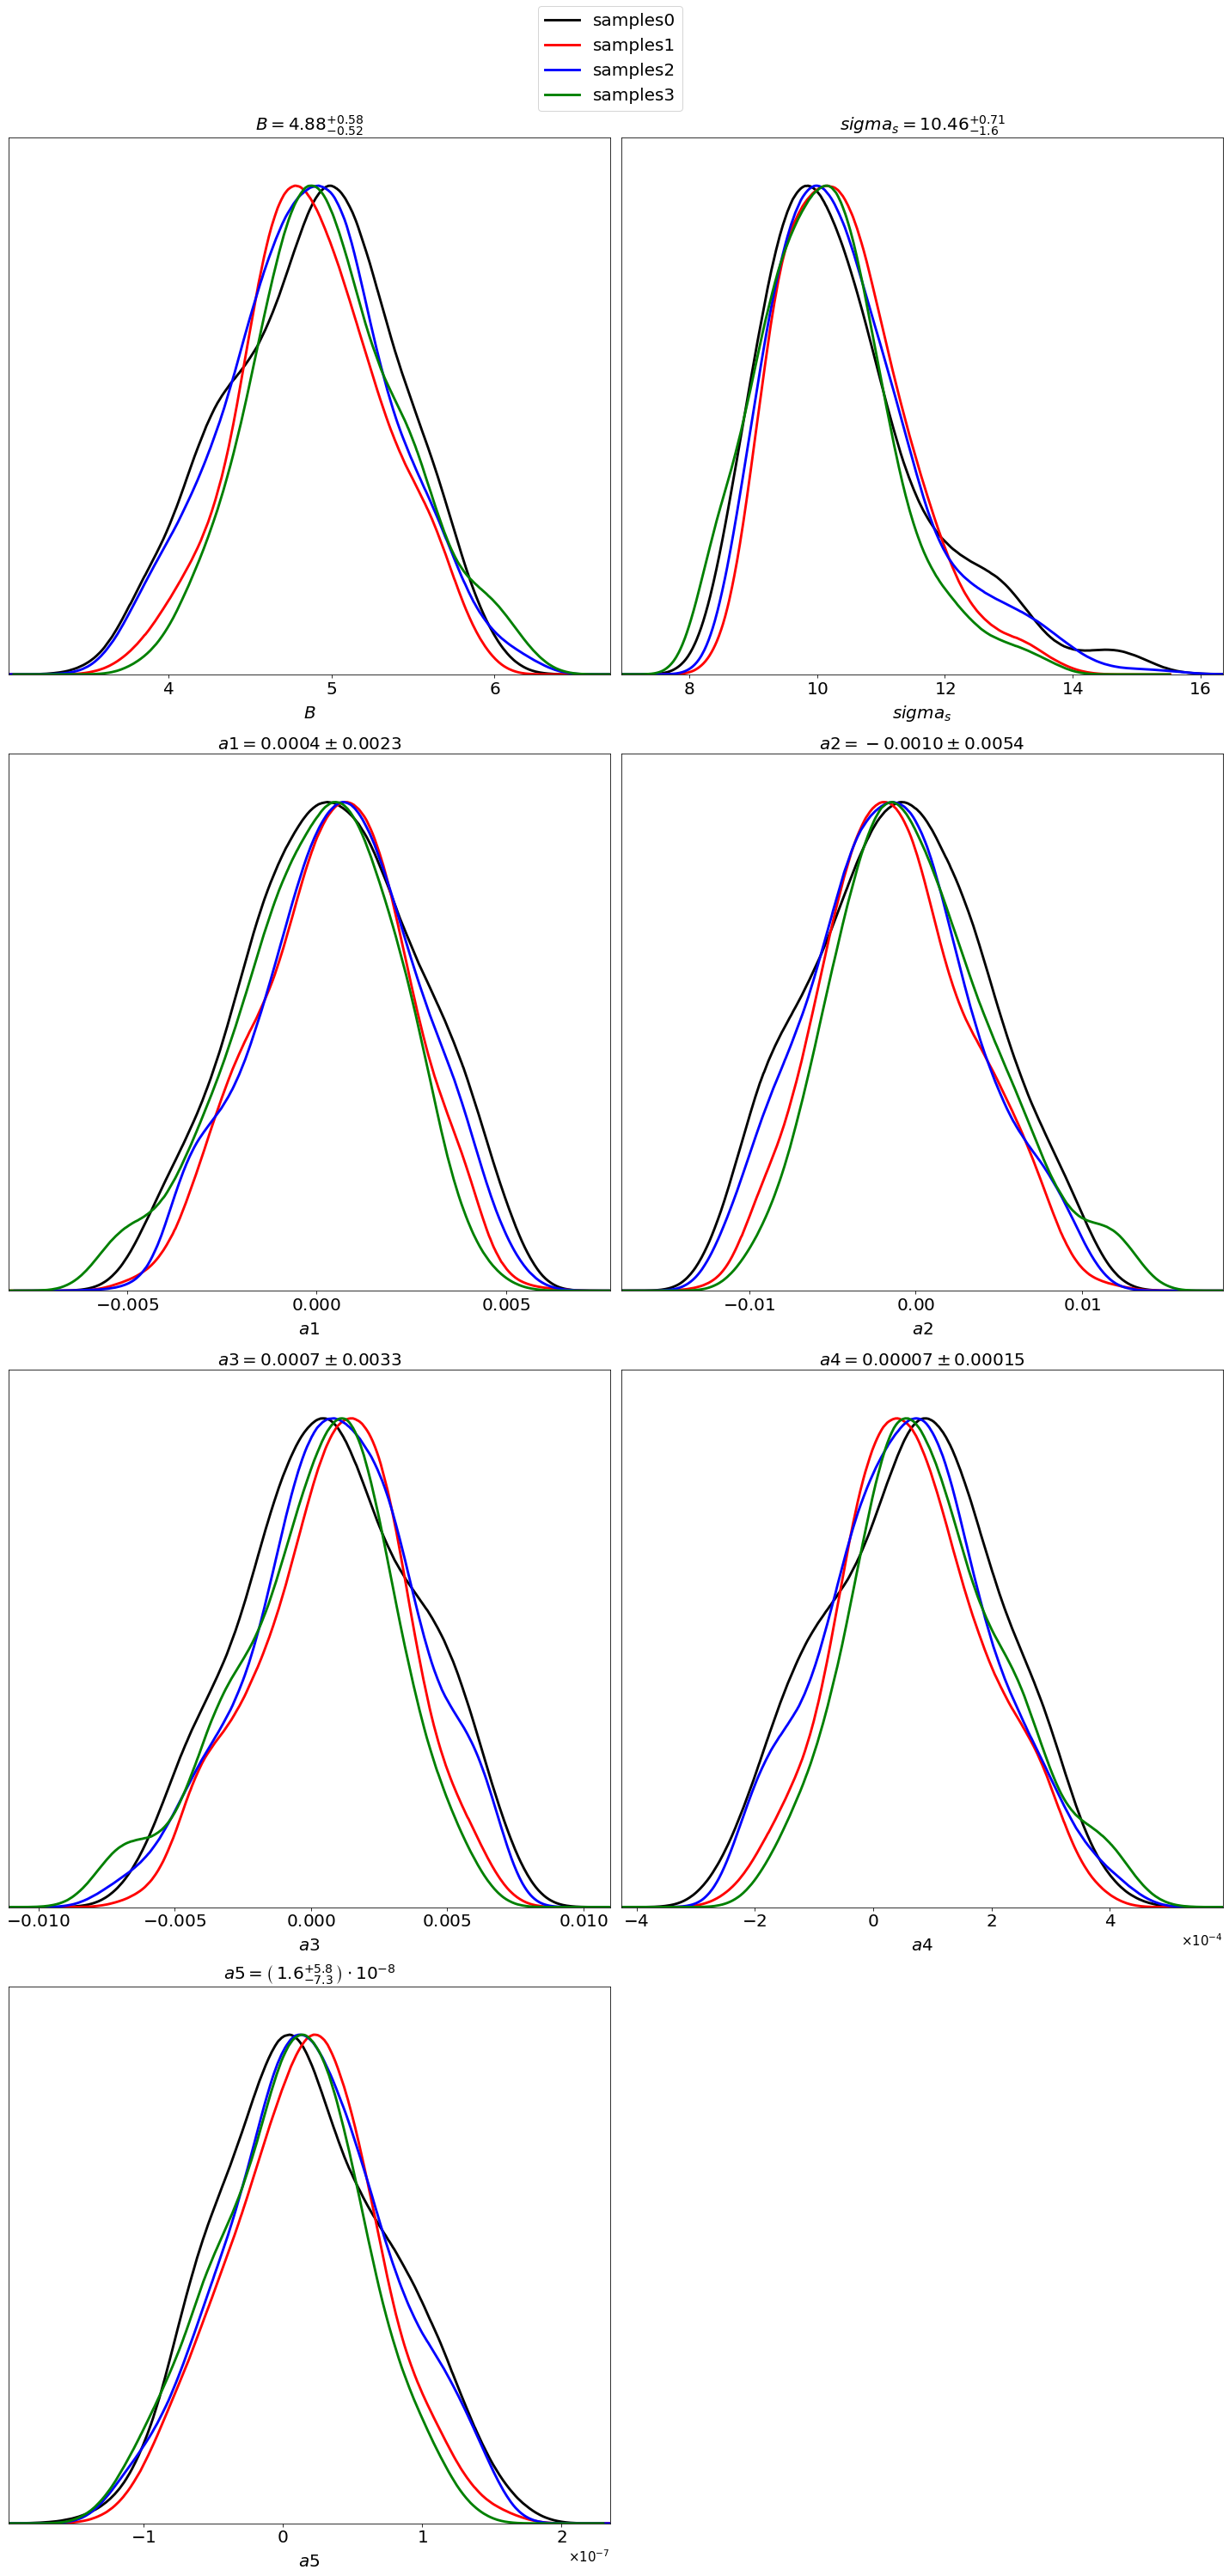 samples0
samples1
samples2
samples3
B = 4.88^{+0.58}_{-0.52}
sigma_s = 10.46^{+0.71}_{-1.6}
4 5 6
B
8 10 12 14 16
sigma_s
a1 = 0.0004 ± 0.0023
a2 = −0.0010 ± 0.0054
−0.005 0.000 0.005
a1
−0.01 0.00 0.01
a2
a3 = 0.0007 ± 0.0033
a4 = 0.00007 ± 0.00015
−0.010 −0.005 0.000 0.005 0.010
a3
−4 −2 0 2 4
×10^{−4}
a4
a5 = (1.6^{+5.8}_{-7.3}) · 10^{−8}
−1 0 1 2
×10^{−7}
a5